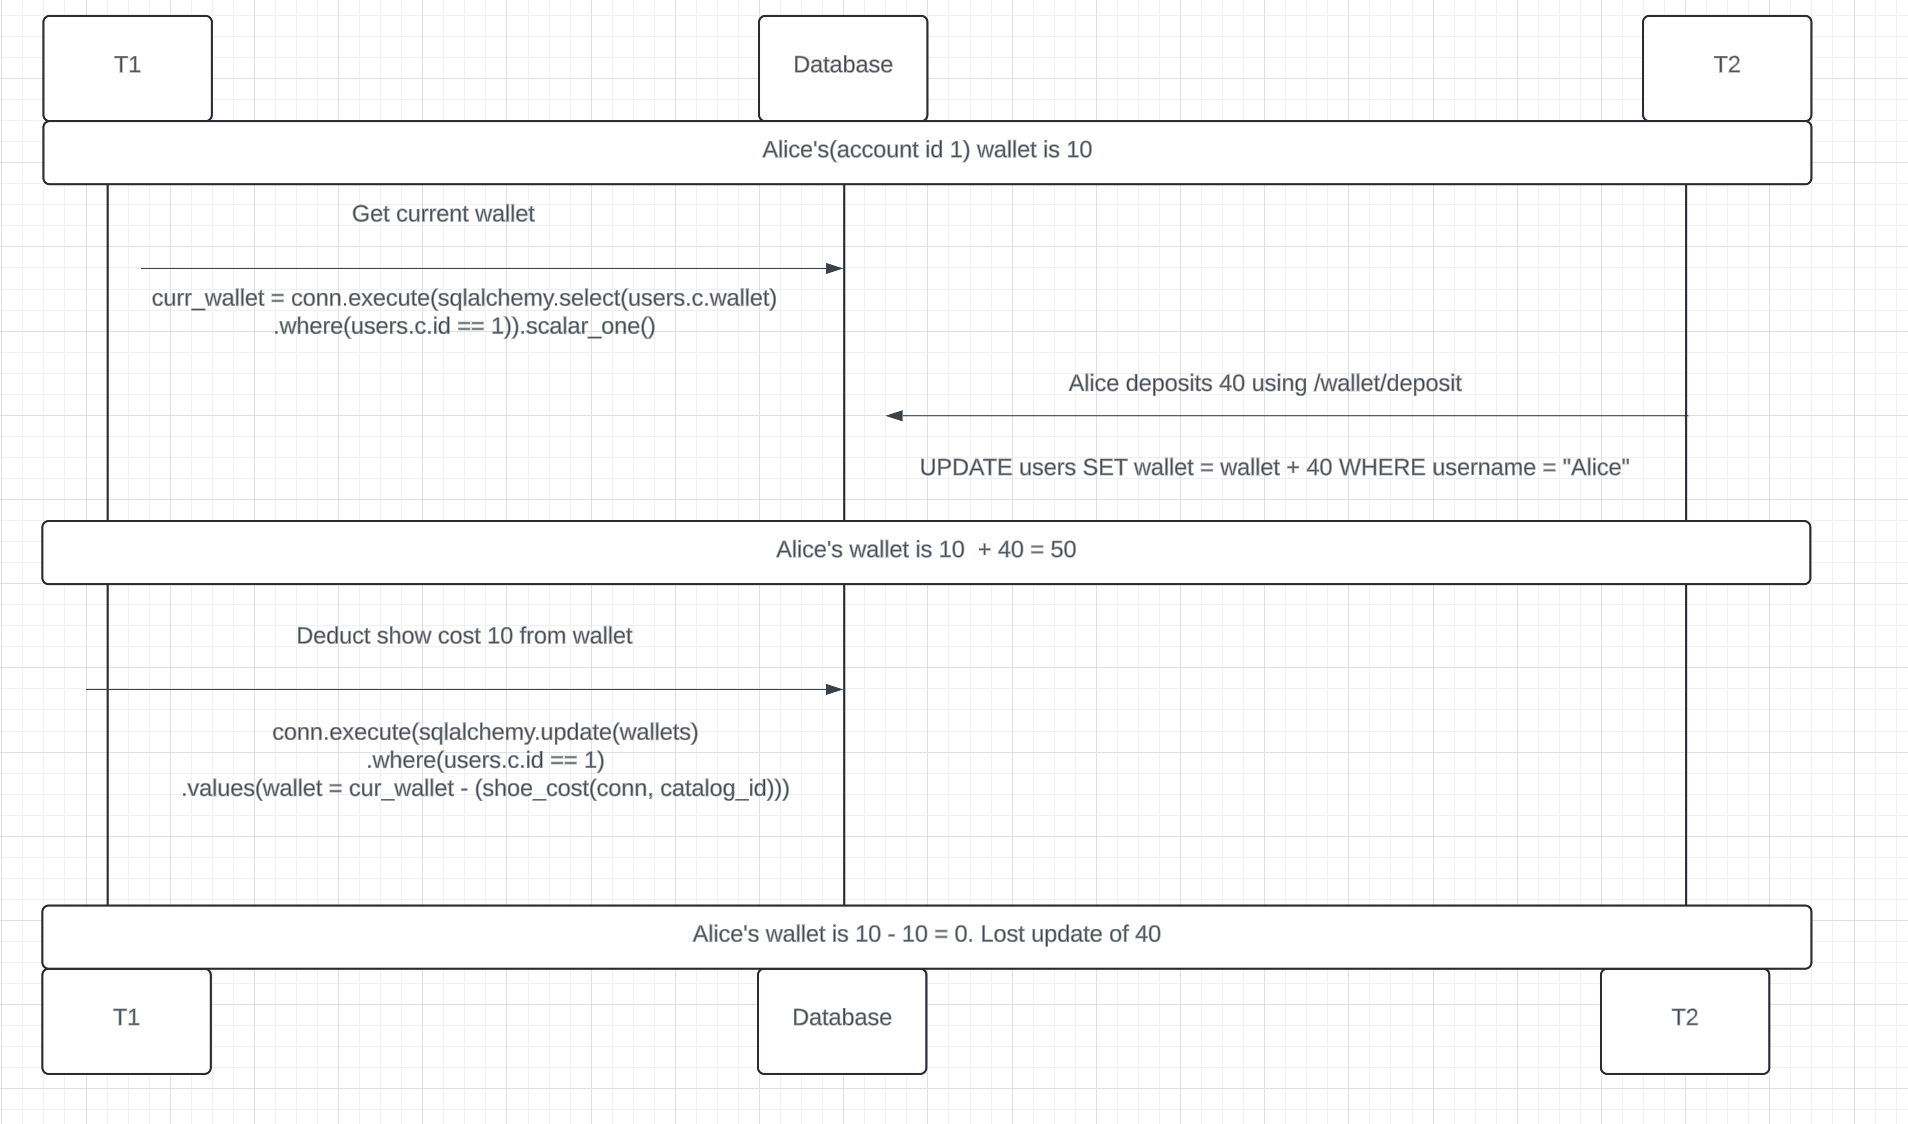 T1
Database
T2
Alice's(account id 1) wallet is 10
Get current wallet
curr_wallet = conn.execute(sqlalchemy.select(users.c.wallet)
.where(users.c.id == 1)).scalar_one()
Alice deposits 40 using /wallet/deposit
UPDATE users SET wallet = wallet + 40 WHERE username = "Alice"
Alice's wallet is 10  + 40 = 50
Deduct show cost 10 from wallet
conn.execute(sqlalchemy.update(wallets)
.where(users.c.id == 1)
.values(wallet = cur_wallet - (shoe_cost(conn, catalog_id)))
Alice's wallet is 10 - 10 = 0. Lost update of 40
T1
Database
T2